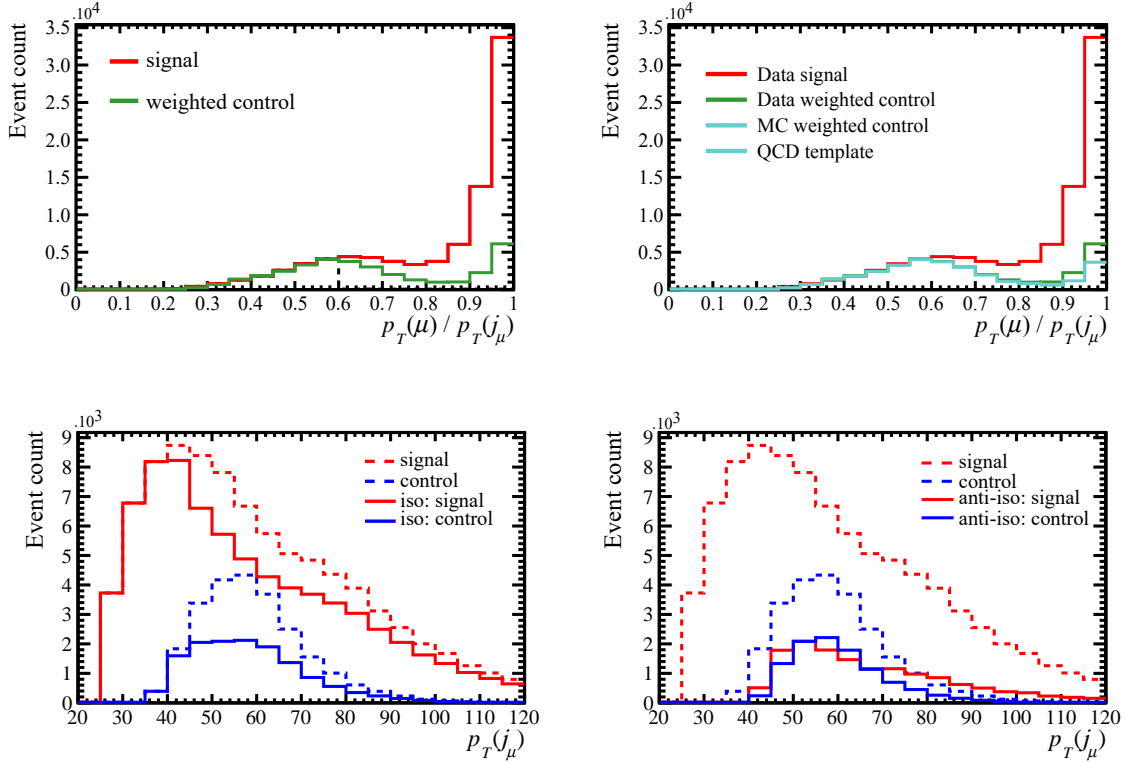 .10⁴
3.5
3.0
2.5
2.0
1.5
1.0
0.5
0
Event count
signal
weighted control
0 0.1 0.2 0.3 0.4 0.5 0.6 0.7 0.8 0.9 1
p_T(μ) / p_T(j_μ)
.10⁴
3.5
3.0
2.5
2.0
1.5
1.0
0.5
0
Event count
Data signal
Data weighted control
MC weighted control
QCD template
0 0.1 0.2 0.3 0.4 0.5 0.6 0.7 0.8 0.9 1
p_T(μ) / p_T(j_μ)
.10³
9
8
7
6
5
4
3
2
1
0
Event count
signal
control
iso: signal
iso: control
20 30 40 50 60 70 80 90 100 110 120
p_T(j_μ)
.10³
9
8
7
6
5
4
3
2
1
0
Event count
signal
control
anti-iso: signal
anti-iso: control
20 30 40 50 60 70 80 90 100 110 120
p_T(j_μ)